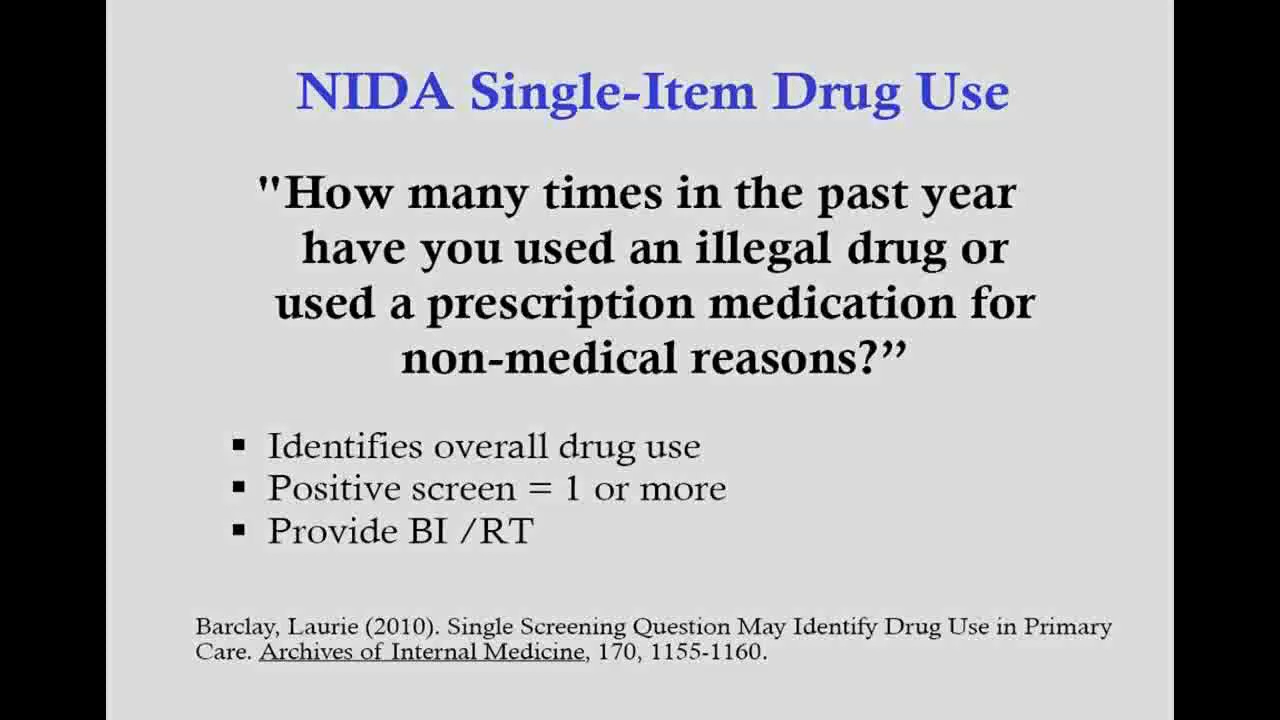 NIDA Single-Item Drug Use
"How many times in the past year
have you used an illegal drug or
used a prescription medication for
non-medical reasons?”
▪ Identifies overall drug use
▪ Positive screen = 1 or more
▪ Provide BI /RT
Barclay, Laurie (2010). Single Screening Question May Identify Drug Use in Primary
Care. Archives of Internal Medicine, 170, 1155-1160.